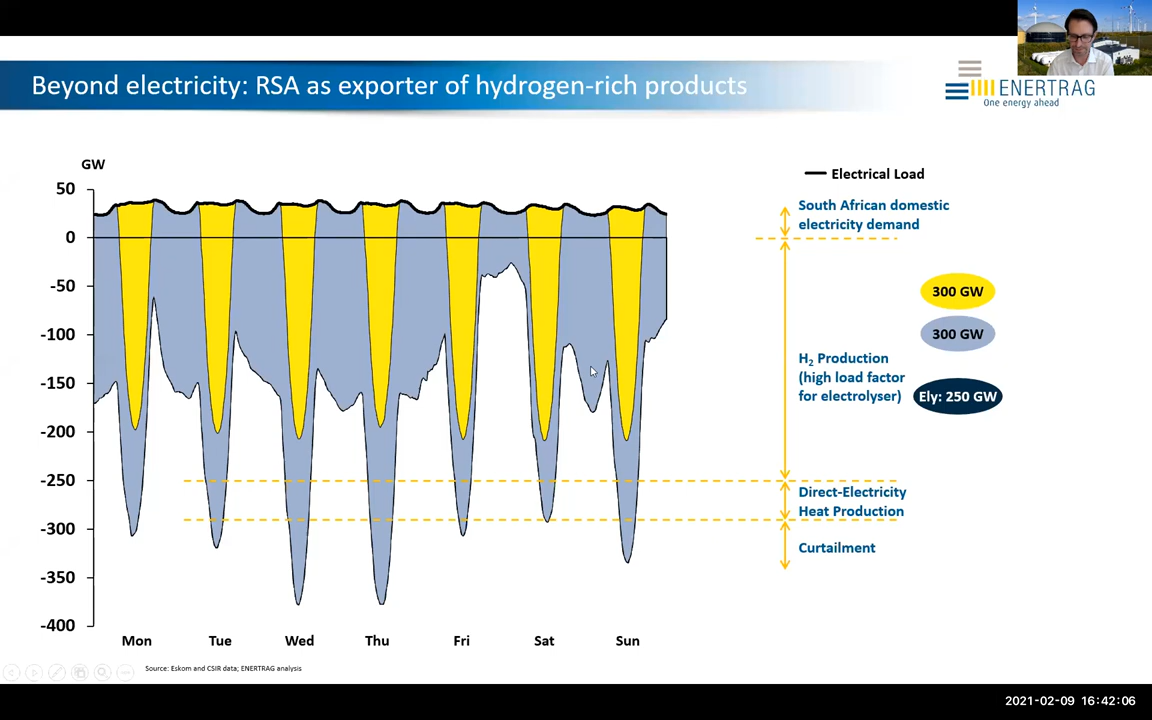 Beyond electricity: RSA as exporter of hydrogen-rich products
ENERTRAG
One energy ahead
GW
50
0
-50
-100
-150
-200
-250
-300
-350
-400
Mon Tue Wed Thu Fri Sat Sun
Electrical Load
South African domestic
electricity demand
300 GW
300 GW
H₂ Production
(high load factor
for electrolyser)
Ely: 250 GW
Direct-Electricity
Heat Production
Curtailment
Source: Eskom and CSIR data; ENERTRAG analysis
2021-02-09 16:42:06